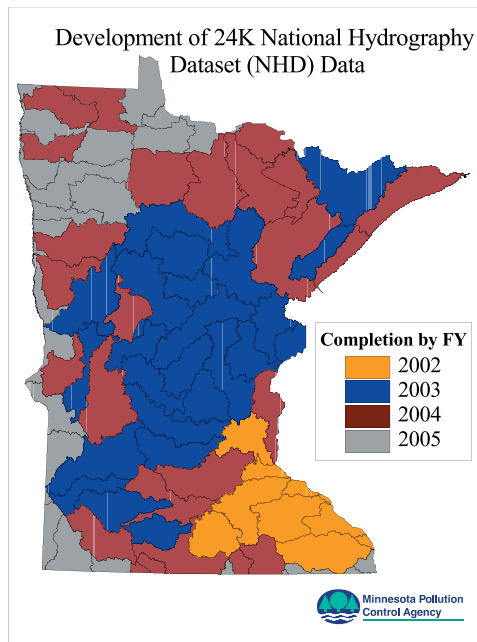 Development of 24K National Hydrography
Dataset (NHD) Data
Completion by FY
2002
2003
2004
2005
Minnesota Pollution
Control Agency